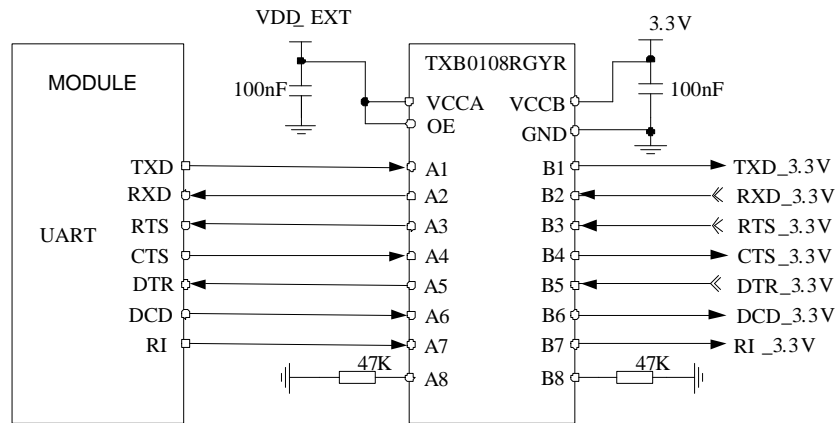 VDD_EXT
3.3V
MODULE
TXB0108RGYR
100nF
VCCA
VCCB
100nF
OE
GND
TXD
A1
B1
TXD_3.3V
RXD
A2
B2
RXD_3.3V
UART
RTS
A3
B3
RTS_3.3V
CTS
A4
B4
CTS_3.3V
DTR
A5
B5
DTR_3.3V
DCD
A6
B6
DCD_3.3V
RI
A7
B7
RI_3.3V
47K
A8
B8
47K